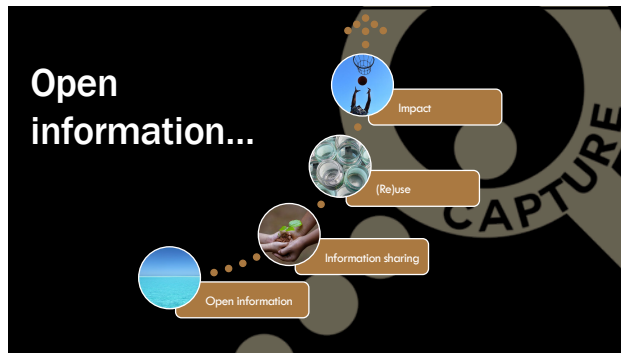 Open
information...
Impact
(Re)use
Information sharing
Open information
CAPTURE